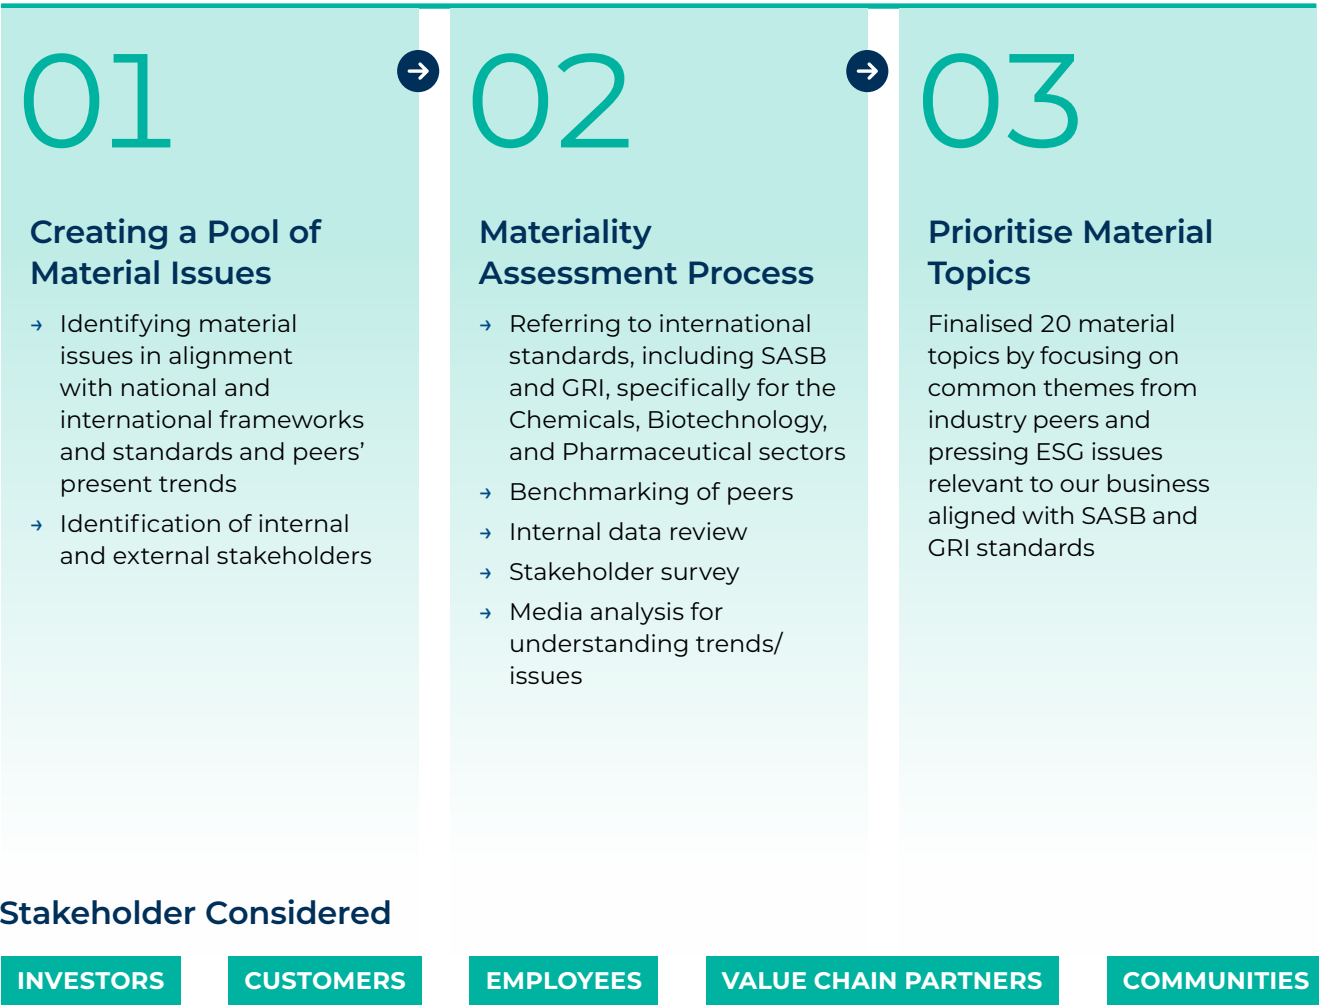 01
Creating a Pool of
Material Issues
→ Identifying material
issues in alignment
with national and
international frameworks
and standards and peers’
present trends
→ Identification of internal
and external stakeholders
02
Materiality
Assessment Process
→ Referring to international
standards, including SASB
and GRI, specifically for the
Chemicals, Biotechnology,
and Pharmaceutical sectors
→ Benchmarking of peers
→ Internal data review
→ Stakeholder survey
→ Media analysis for
understanding trends/
issues
03
Prioritise Material
Topics
Finalised 20 material
topics by focusing on
common themes from
industry peers and
pressing ESG issues
relevant to our business
aligned with SASB and
GRI standards
Stakeholder Considered
INVESTORS
CUSTOMERS
EMPLOYEES
VALUE CHAIN PARTNERS
COMMUNITIES